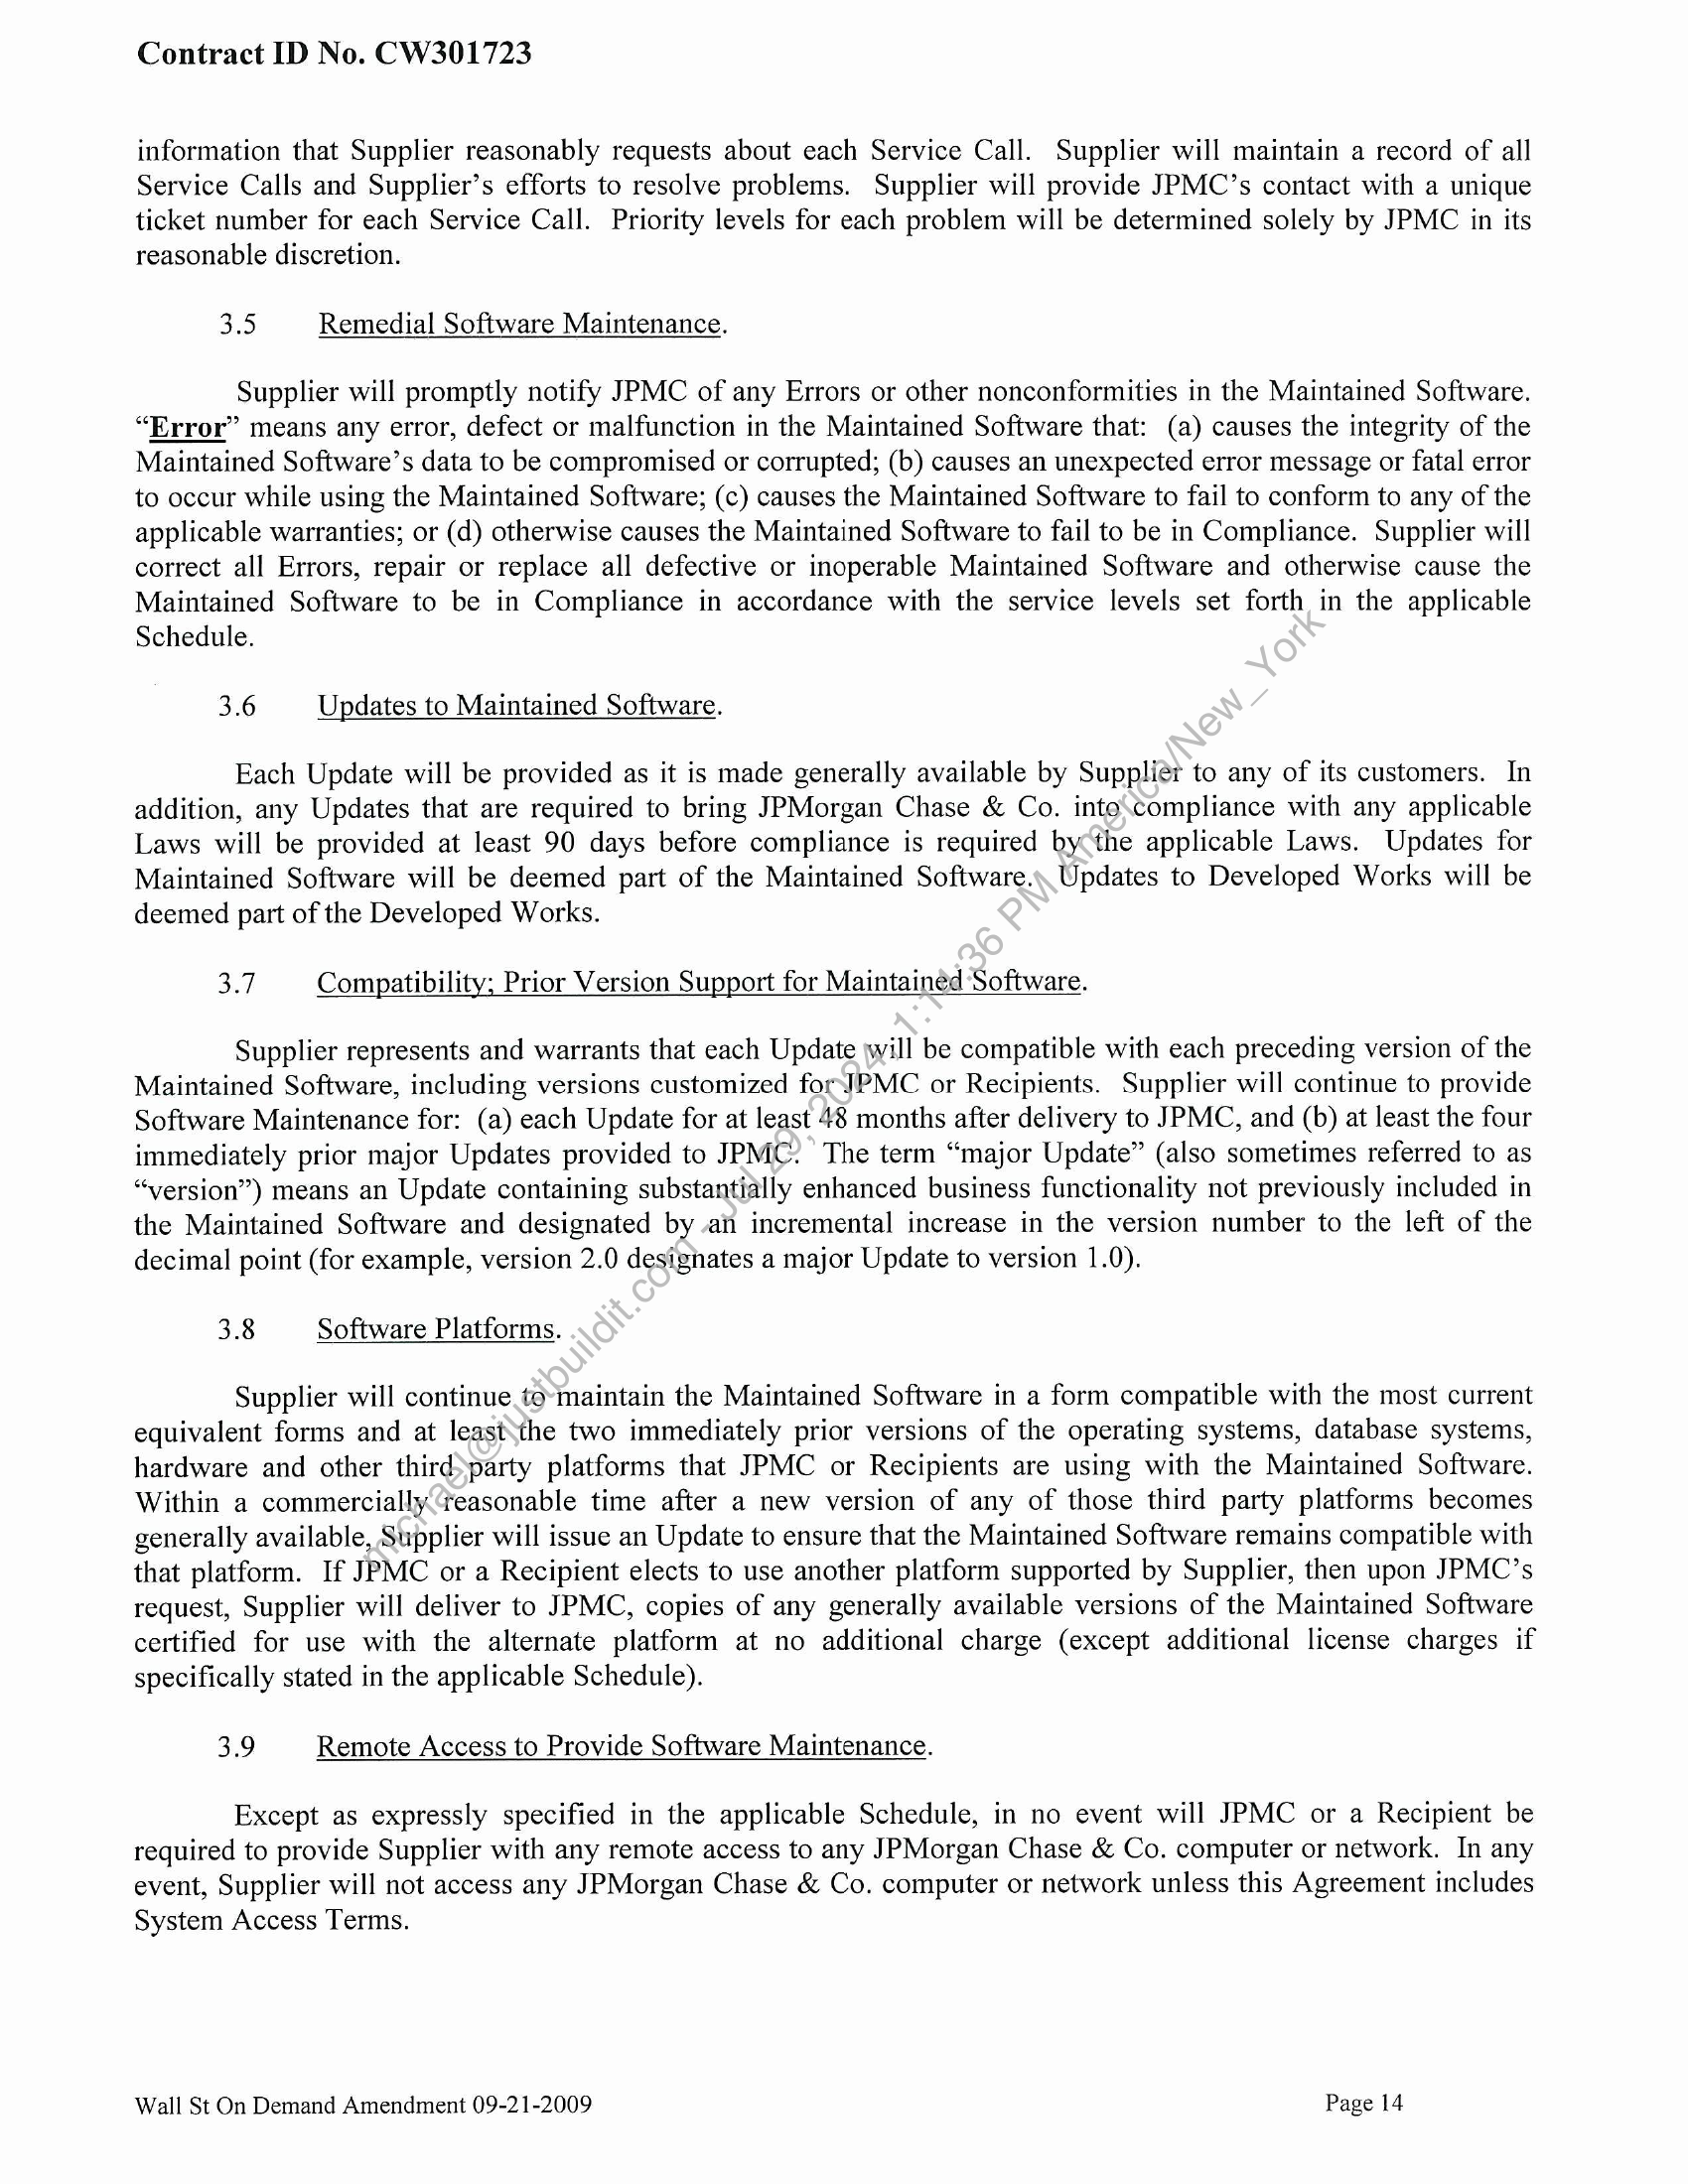 Contract ID No. CW301723
information that Supplier reasonably requests about each Service Call. Supplier will maintain a record of all
Service Calls and Supplier's efforts to resolve problems. Supplier will provide JPMC's contact with a unique
ticket number for each Service Call. Priority levels for each problem will be determined solely by JPMC in its
reasonable discretion.
3.5 Remedial Software Maintenance.
Supplier will promptly notify JPMC of any Errors or other nonconformities in the Maintained Software.
“Error” means any error, defect or malfunction in the Maintained Software that: (a) causes the integrity of the
Maintained Software's data to be compromised or corrupted; (b) causes an unexpected error message or fatal error
to occur while using the Maintained Software; (c) causes the Maintained Software to fail to conform to any of the
applicable warranties; or (d) otherwise causes the Maintained Software to fail to be in Compliance. Supplier will
correct all Errors, repair or replace all defective or inoperable Maintained Software and otherwise cause the
Maintained Software to be in Compliance in accordance with the service levels set forth in the applicable
Schedule.
3.6 Updates to Maintained Software.
Each Update will be provided as it is made generally available by Supplier to any of its customers. In
addition, any Updates that are required to bring JPMorgan Chase & Co. into compliance with any applicable
Laws will be provided at least 90 days before compliance is required by the applicable Laws. Updates for
Maintained Software will be deemed part of the Maintained Software. Updates to Developed Works will be
deemed part of the Developed Works.
3.7 Compatibility; Prior Version Support for Maintained Software.
Supplier represents and warrants that each Update will be compatible with each preceding version of the
Maintained Software, including versions customized for JPMC or Recipients. Supplier will continue to provide
Software Maintenance for: (a) each Update for at least 48 months after delivery to JPMC, and (b) at least the four
immediately prior major Updates provided to JPMC. The term “major Update” (also sometimes referred to as
“version”) means an Update containing substantially enhanced business functionality not previously included in
the Maintained Software and designated by an incremental increase in the version number to the left of the
decimal point (for example, version 2.0 designates a major Update to version 1.0).
3.8 Software Platforms.
Supplier will continue to maintain the Maintained Software in a form compatible with the most current
equivalent forms and at least the two immediately prior versions of the operating systems, database systems,
hardware and other third party platforms that JPMC or Recipients are using with the Maintained Software.
Within a commercially reasonable time after a new version of any of those third party platforms becomes
generally available, Supplier will issue an Update to ensure that the Maintained Software remains compatible with
that platform. If JPMC or a Recipient elects to use another platform supported by Supplier, then upon JPMC's
request, Supplier will deliver to JPMC, copies of any generally available versions of the Maintained Software
certified for use with the alternate platform at no additional charge (except additional license charges if
specifically stated in the applicable Schedule).
3.9 Remote Access to Provide Software Maintenance.
Except as expressly specified in the applicable Schedule, in no event will JPMC or a Recipient be
required to provide Supplier with any remote access to any JPMorgan Chase & Co. computer or network. In any
event, Supplier will not access any JPMorgan Chase & Co. computer or network unless this Agreement includes
System Access Terms.
Wall St On Demand Amendment 09-21-2009 Page 14
michael@justbuildit.com - Jul 29, 2024, 1:14:36 PM America/New_York